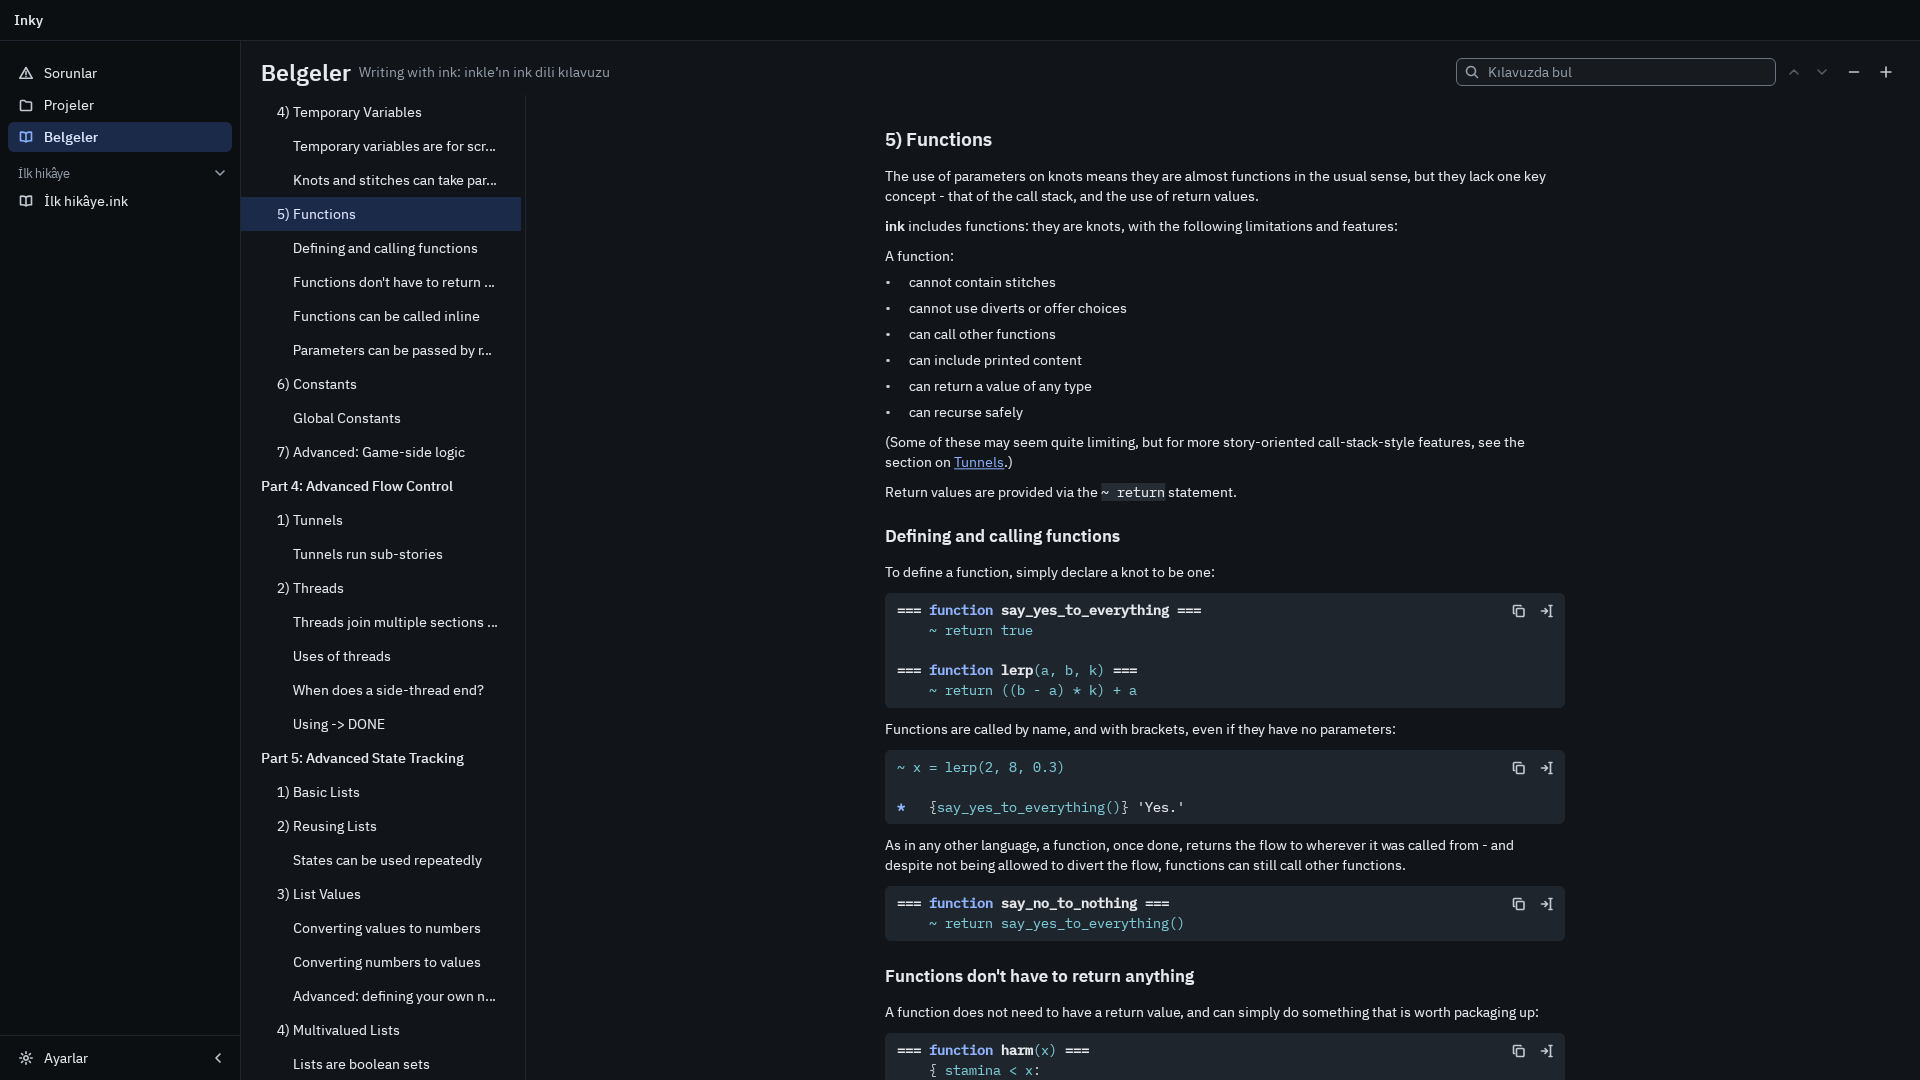 Inky
Sorunlar
Projeler
Belgeler
İlk hikâye
İlk hikâye.ink
Ayarlar
Belgeler Writing with ink: inkle’ın ink dili kılavuzu
Kılavuzda bul
4) Temporary Variables
Temporary variables are for scr...
Knots and stitches can take par...
5) Functions
Defining and calling functions
Functions don't have to return ...
Functions can be called inline
Parameters can be passed by r...
6) Constants
Global Constants
7) Advanced: Game-side logic
Part 4: Advanced Flow Control
1) Tunnels
Tunnels run sub-stories
2) Threads
Threads join multiple sections ...
Uses of threads
When does a side-thread end?
Using -> DONE
Part 5: Advanced State Tracking
1) Basic Lists
2) Reusing Lists
States can be used repeatedly
3) List Values
Converting values to numbers
Converting numbers to values
Advanced: defining your own n...
4) Multivalued Lists
Lists are boolean sets
5) Functions
The use of parameters on knots means they are almost functions in the usual sense, but they lack one key
concept - that of the call stack, and the use of return values.
ink includes functions: they are knots, with the following limitations and features:
A function:
• cannot contain stitches
• cannot use diverts or offer choices
• can call other functions
• can include printed content
• can return a value of any type
• can recurse safely
(Some of these may seem quite limiting, but for more story-oriented call-stack-style features, see the
section on Tunnels.)
Return values are provided via the ~ return statement.
Defining and calling functions
To define a function, simply declare a knot to be one:
=== function say_yes_to_everything ===
~ return true
=== function lerp(a, b, k) ===
~ return ((b - a) * k) + a
Functions are called by name, and with brackets, even if they have no parameters:
~ x = lerp(2, 8, 0.3)
* {say_yes_to_everything()} 'Yes.'
As in any other language, a function, once done, returns the flow to wherever it was called from - and
despite not being allowed to divert the flow, functions can still call other functions.
=== function say_no_to_nothing ===
~ return say_yes_to_everything()
Functions don't have to return anything
A function does not need to have a return value, and can simply do something that is worth packaging up:
=== function harm(x) ===
{ stamina < x: